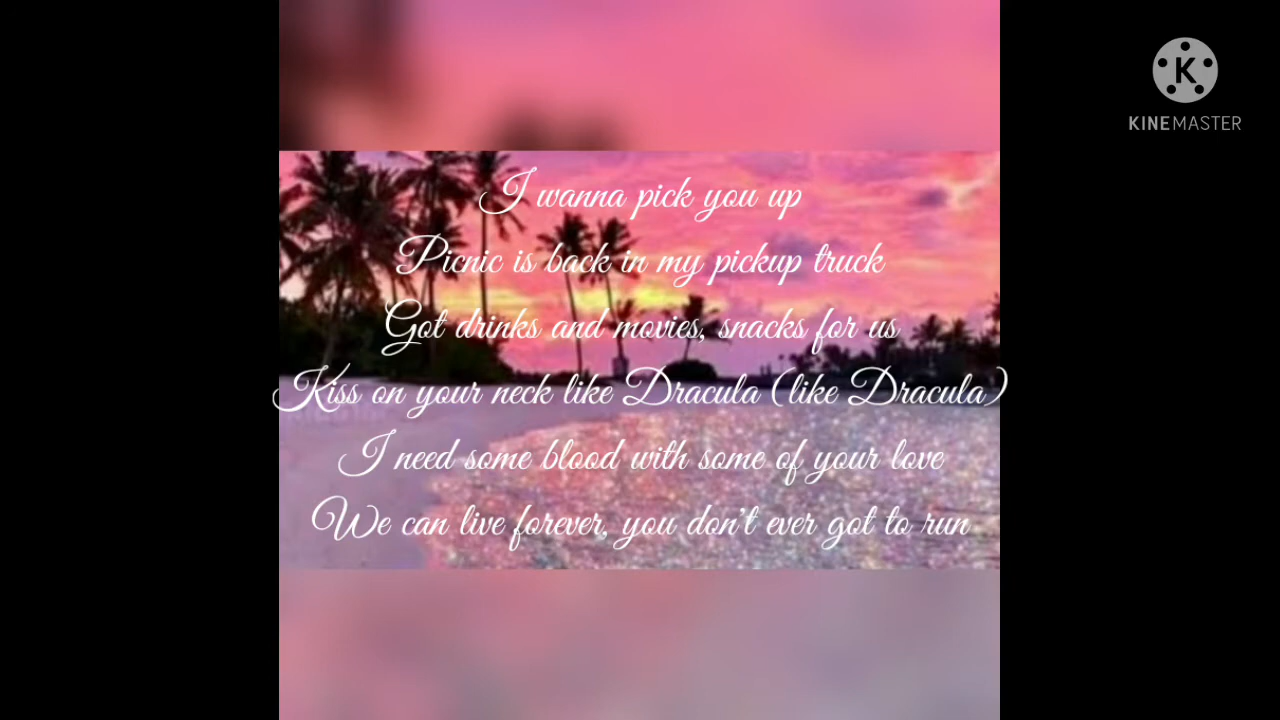 I wanna pick you up
Picnic is back in my pickup truck
Got drinks and movies, snacks for us
Kiss on your neck like Dracula (like Dracula)
I need some blood with some of your love
We can live forever, you don't ever got to run
K
KINEMASTER